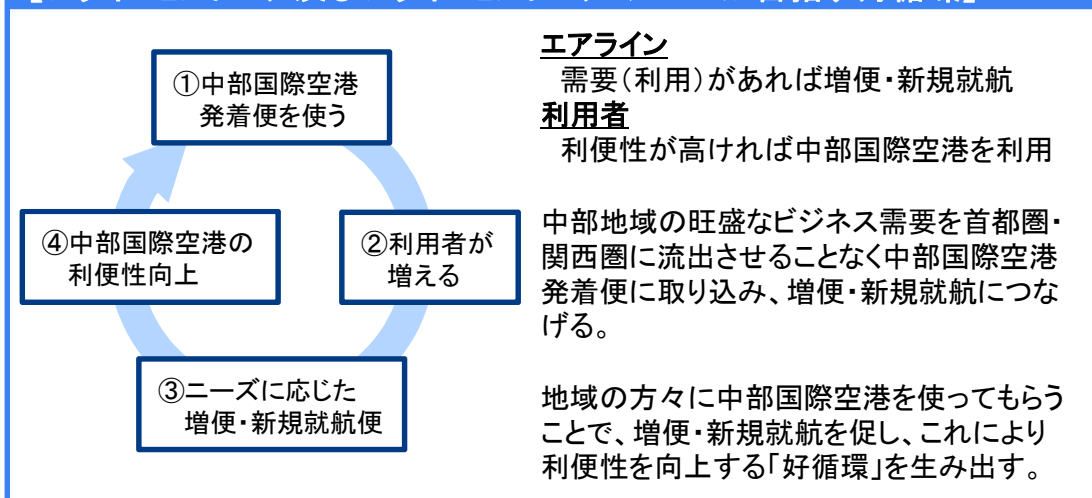 ①中部国際空港
発着便を使う
②利用者が
増える
③ニーズに応じた
増便・新規就航便
④中部国際空港の
利便性向上
エアライン
需要(利用)があれば増便・新規就航
利用者
利便性が高ければ中部国際空港を利用
中部地域の旺盛なビジネス需要を首都圏・
関西圏に流出させることなく中部国際空港
発着便に取り込み、増便・新規就航につな
げる。
地域の方々に中部国際空港を使ってもらう
ことで、増便・新規就航を促し、これにより
利便性を向上する「好循環」を生み出す。